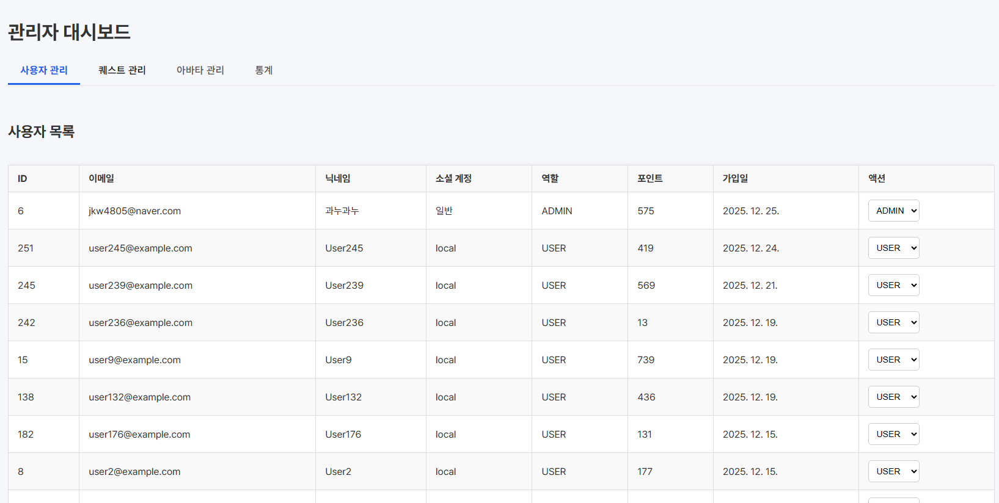 관리자 대시보드
사용자 관리 퀘스트 관리 아바타 관리 통계
사용자 목록
ID 이메일 닉네임 소셜 계정 역할 포인트 가입일 액션
6 jkw4805@naver.com 과누과누 일반 ADMIN 575 2025. 12. 25. ADMIN
251 user245@example.com User245 local USER 419 2025. 12. 24. USER
245 user239@example.com User239 local USER 569 2025. 12. 21. USER
242 user236@example.com User236 local USER 13 2025. 12. 19. USER
15 user9@example.com User9 local USER 739 2025. 12. 19. USER
138 user132@example.com User132 local USER 436 2025. 12. 19. USER
182 user176@example.com User176 local USER 131 2025. 12. 15. USER
8 user2@example.com User2 local USER 177 2025. 12. 15. USER